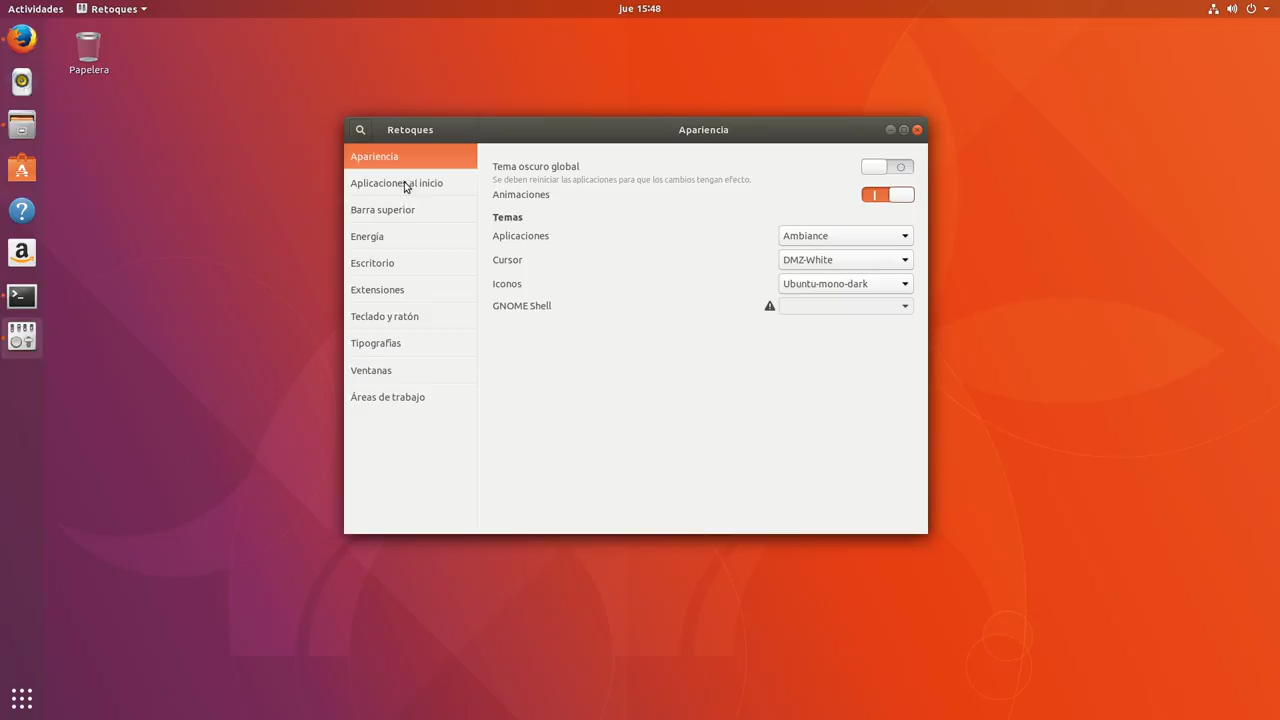 Actividades
Retoques
jue 15:48
Papelera
Retoques
Apariencia
Apariencia
Aplicaciones al inicio
Barra superior
Energía
Escritorio
Extensiones
Teclado y ratón
Tipografías
Ventanas
Áreas de trabajo
Tema oscuro global
Se deben reiniciar las aplicaciones para que los cambios tengan efecto.
Animaciones
Temas
Aplicaciones
Ambiance
Cursor
DMZ-White
Iconos
Ubuntu-mono-dark
GNOME Shell